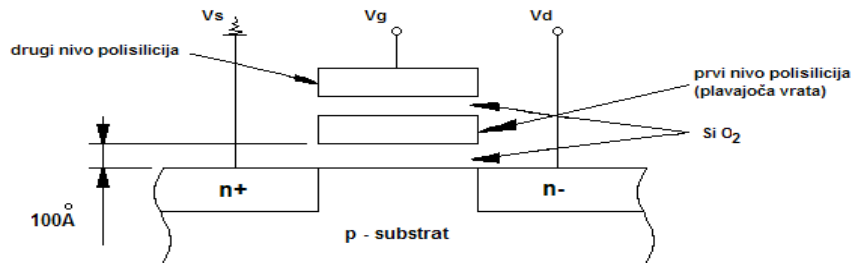 Vs
Vg
Vd
drugi nivo polisilicija
prvi nivo polisilicija
(plavajoča vrata)
Si O2
n+
n-
100Å
p - substrat